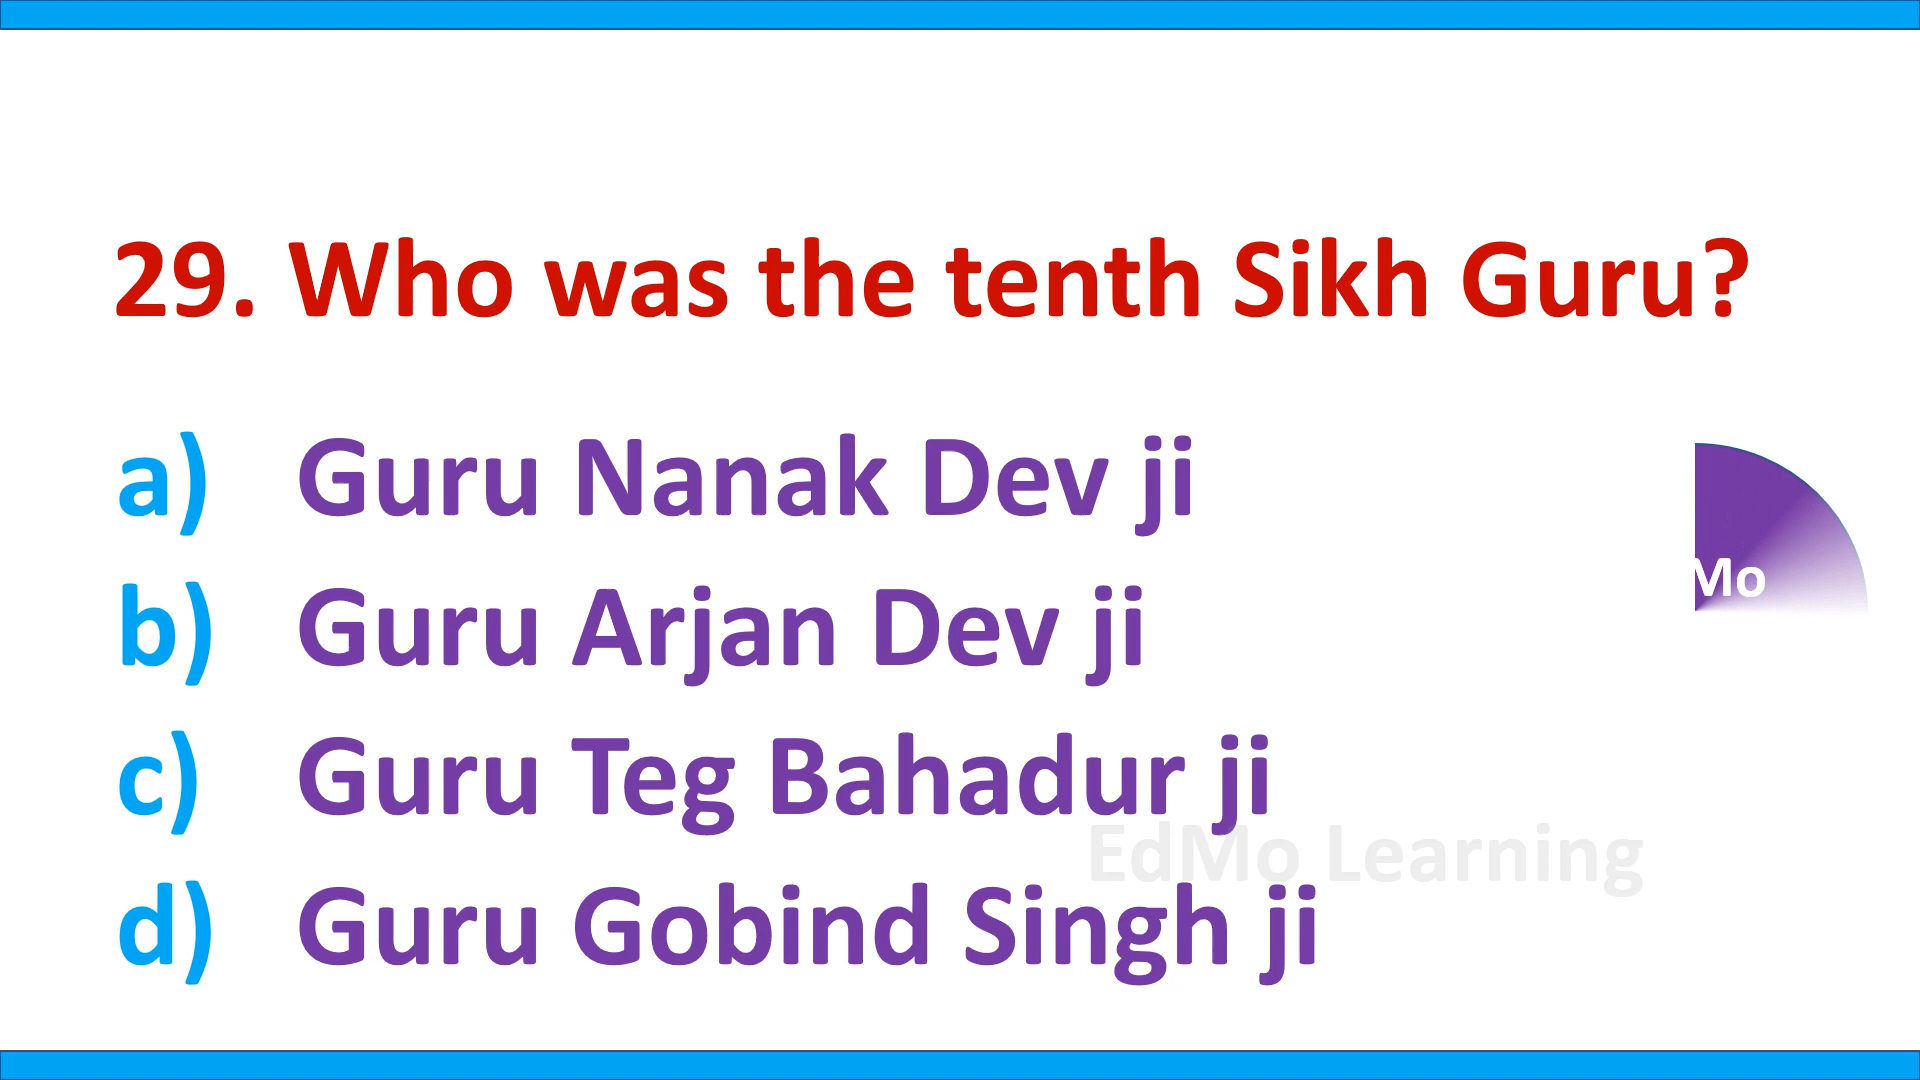 29. Who was the tenth Sikh Guru?
a) Guru Nanak Dev ji
Mo
b) Guru Arjan Dev ji
c) Guru Teg Bahadur ji
EdMo Learning
d) Guru Gobind Singh ji